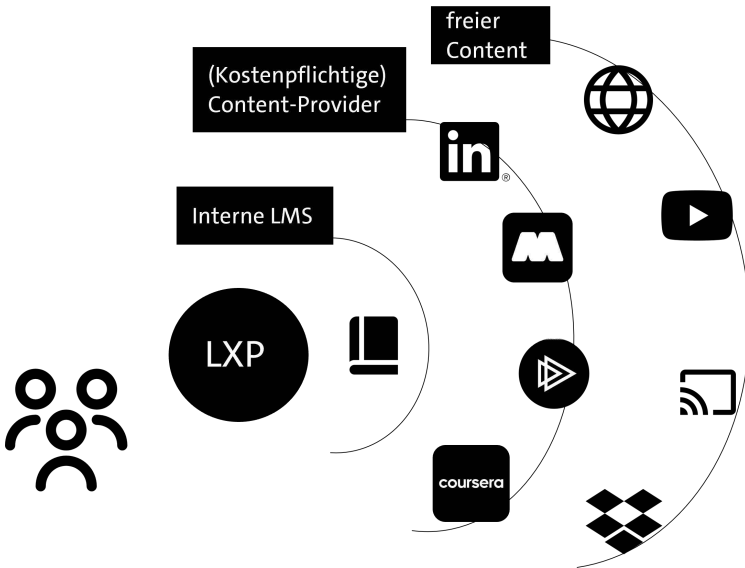 freier
Content
(Kostenpflichtige)
Content-Provider
in
®
Interne LMS
LXP
coursera